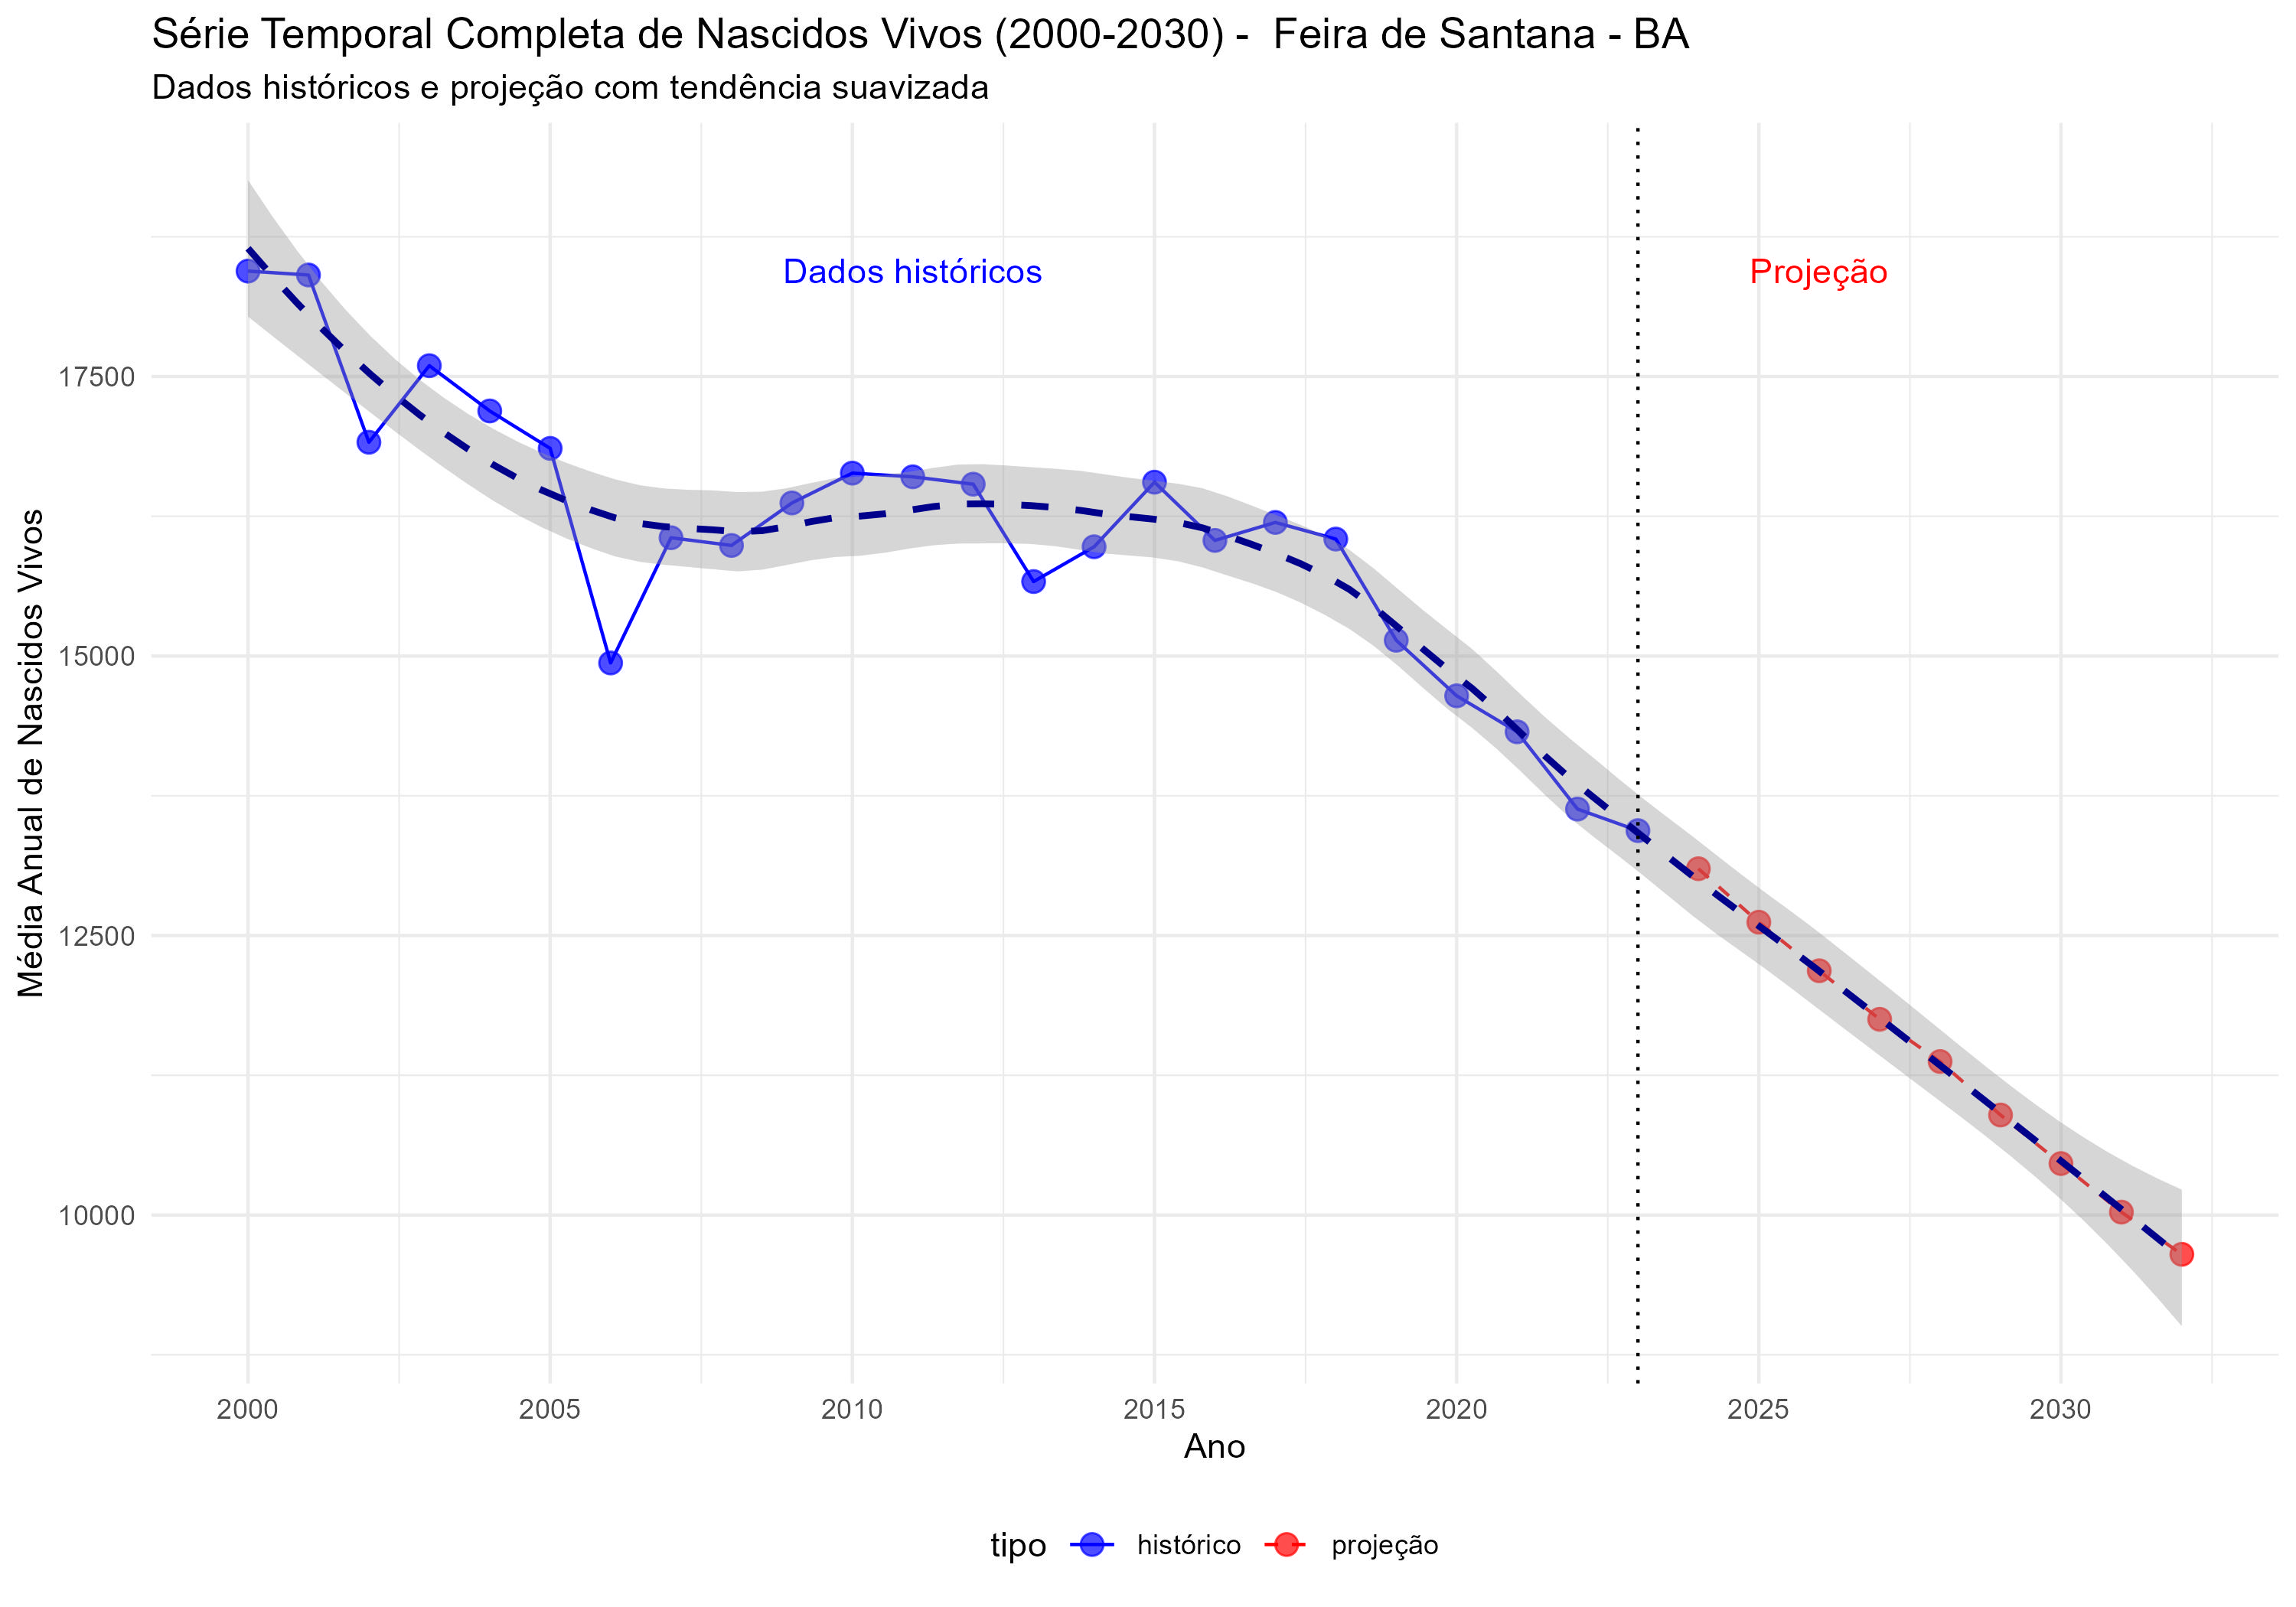 Série Temporal Completa de Nascidos Vivos (2000-2030) -  Feira de Santana - BA
Dados históricos e projeção com tendência suavizada
Dados históricos
Projeção
Média Anual de Nascidos Vivos
17500
15000
12500
10000
2000
2005
2010
2015
2020
2025
2030
Ano
tipo
histórico
projeção